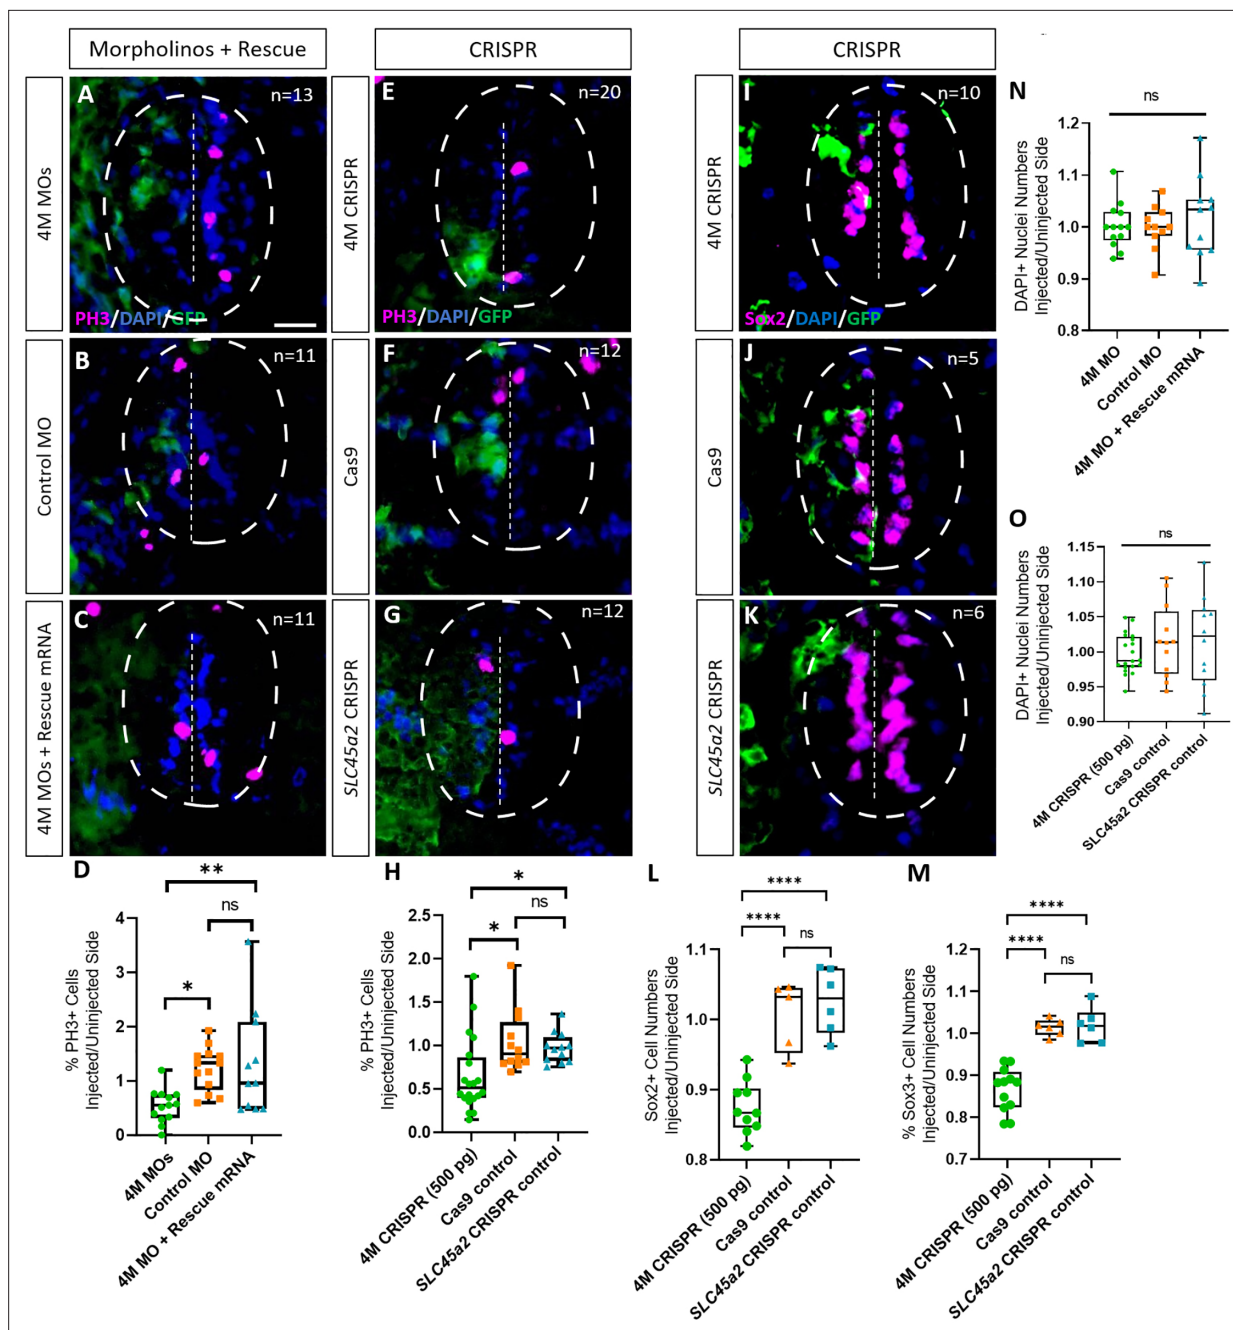 Morpholinos + Rescue
CRISPR
CRISPR
4M MOs
A
n=13
PH3/DAPI/GFP
4M CRISPR
E
n=20
PH3/DAPI/GFP
4M CRISPR
I
n=10
Sox2/DAPI/GFP
Control MO
B
n=11
Cas9
F
n=12
Cas9
J
n=5
4M MOs + Rescue mRNA
C
n=11
SLC45a2 CRISPR
G
n=12
SLC45a2 CRISPR
K
n=6
N
ns
DAPI+ Nuclei Numbers
Injected/Uninjected Side
1.2
1.1
1.0
0.9
0.8
4M MO
Control MO
4M MO + Rescue mRNA
O
ns
DAPI+ Nuclei Numbers
Injected/Uninjected Side
1.15
1.10
1.05
1.00
0.95
0.90
4M CRISPR (500 pg)
Cas9 control
SLC45a2 CRISPR control
D
**
ns
*
% PH3+ Cells
Injected/Uninjected Side
4
3
2
1
0
4M MOs
Control MO
4M MO + Rescue mRNA
H
*
ns
*
% PH3+ Cells
Injected/Uninjected Side
2.5
2.0
1.5
1.0
0.5
0.0
4M CRISPR (500 pg)
Cas9 control
SLC45a2 CRISPR control
L
****
****
ns
Sox2+ Cell Numbers
Injected/Uninjected Side
1.1
1.0
0.9
0.8
4M CRISPR (500 pg)
Cas9 control
SLC45a2 CRISPR control
M
****
****
ns
% Sox3+ Cell Numbers
Injected/Uninjected Side
1.2
1.1
1.0
0.9
0.8
0.7
4M CRISPR (500 pg)
Cas9 control
SLC45a2 CRISPR control